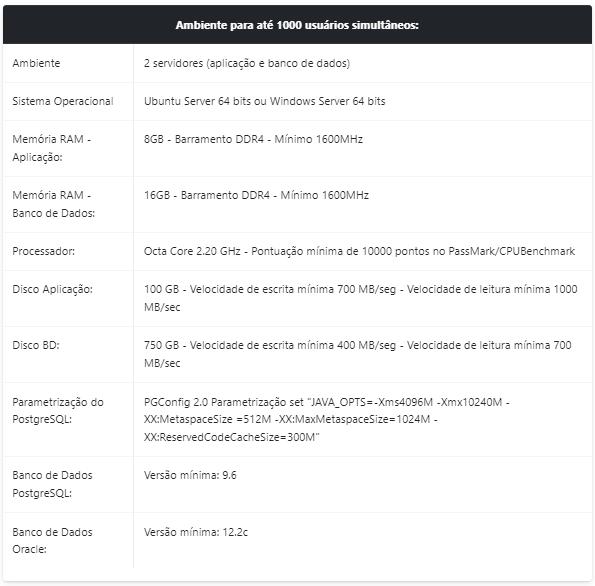 Ambiente para até 1000 usuários simultâneos:
Ambiente
2 servidores (aplicação e banco de dados)
Sistema Operacional
Ubuntu Server 64 bits ou Windows Server 64 bits
Memória RAM -
Aplicação:
8GB - Barramento DDR4 - Mínimo 1600MHz
Memória RAM -
Banco de Dados:
16GB - Barramento DDR4 - Mínimo 1600MHz
Processador:
Octa Core 2.20 GHz - Pontuação mínima de 10000 pontos no PassMark/CPUBenchmark
Disco Aplicação:
100 GB - Velocidade de escrita mínima 700 MB/seg - Velocidade de leitura mínima 1000
MB/sec
Disco BD:
750 GB - Velocidade de escrita mínima 400 MB/seg - Velocidade de leitura mínima 700
MB/sec
Parametrização do
PostgreSQL:
PGConfig 2.0 Parametrização set "JAVA_OPTS=-Xms4096M -Xmx10240M -
XX:MetaspaceSize =512M -XX:MaxMetaspaceSize=1024M -
XX:ReservedCodeCacheSize=300M"
Banco de Dados
PostgreSQL:
Versão mínima: 9.6
Banco de Dados
Oracle:
Versão mínima: 12.2c